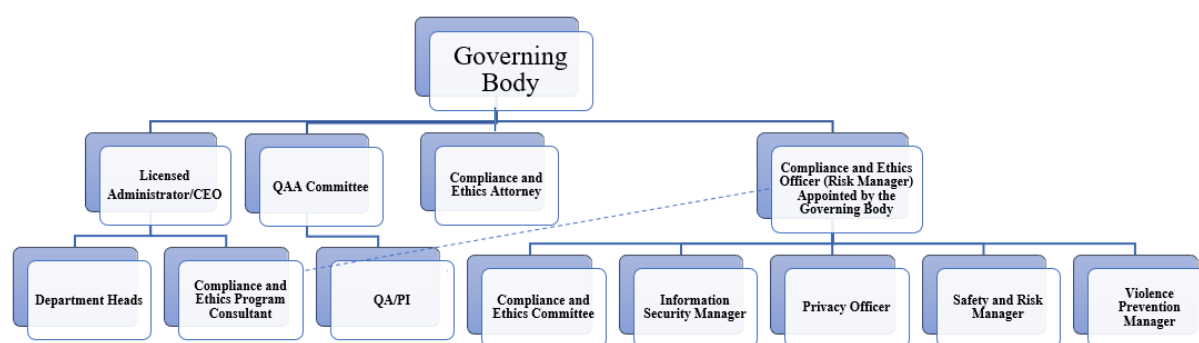 Governing
Body
Licensed
Administrator/CEO
QAA Committee
Compliance and
Ethics Attorney
Compliance and Ethics
Officer (Risk Manager)
Appointed by the
Governing Body
Department Heads
Compliance and
Ethics Program
Consultant
QA/PI
Compliance and
Ethics Committee
Information
Security Manager
Privacy Officer
Safety and Risk
Manager
Violence
Prevention
Manager